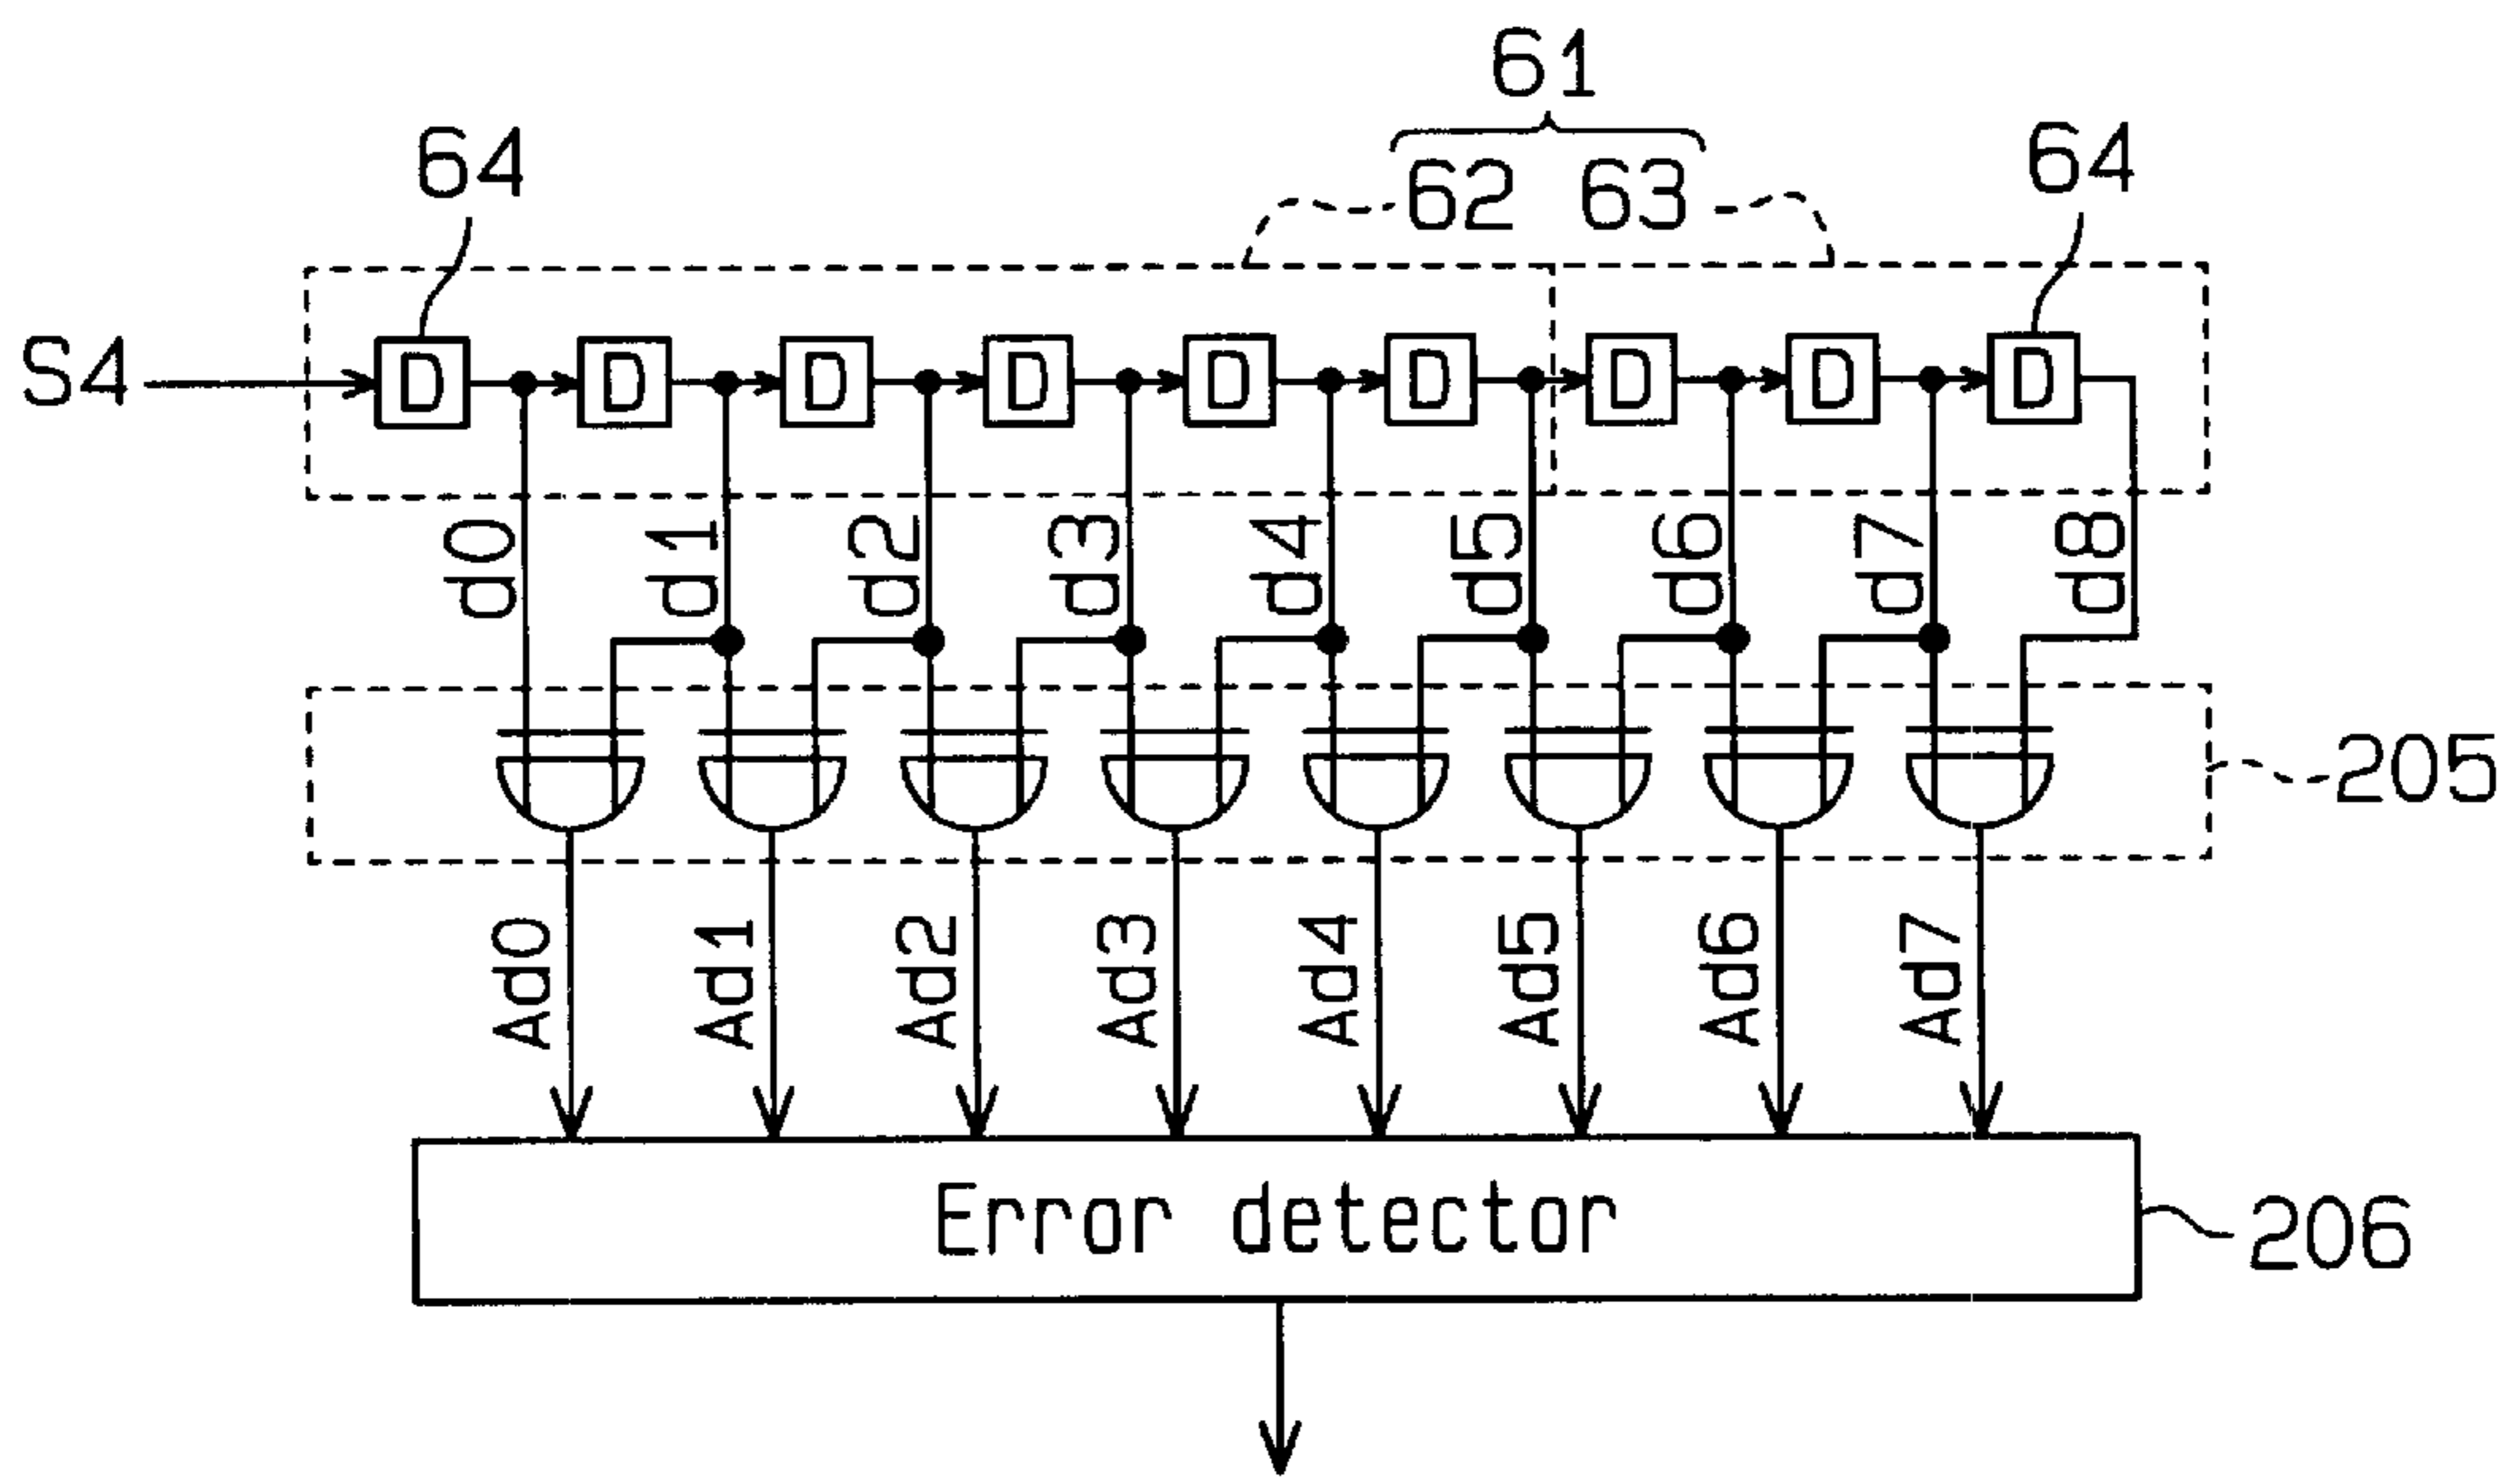 61
64
62 63
64
S4
D D D D D D D D D
d0 d1 d2 d3 d4 d5 d6 d7 d8
205
Ad0 Ad1 Ad2 Ad3 Ad4 Ad5 Ad6 Ad7
Error detector
206